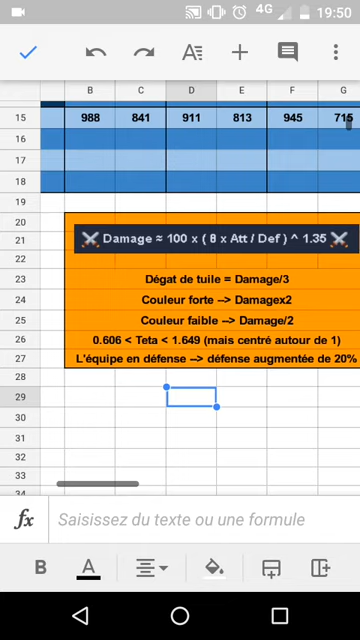 4G 19:50
A
B C D E F G
15 988 841 911 813 945 715
16
17
18
19
20
21 Damage ≈ 100 x ( 8 x Att / Def ) ^ 1.35
22
23 Dégat de tuile = Damage/3
24 Couleur forte --> Damagex2
25 Couleur faible --> Damage/2
26 0.606 < Teta < 1.649 (mais centré autour de 1)
27 L'équipe en défense --> défense augmentée de 20%
28
29
30
31
32
33
34
fx Saisissez du texte ou une formule
B A